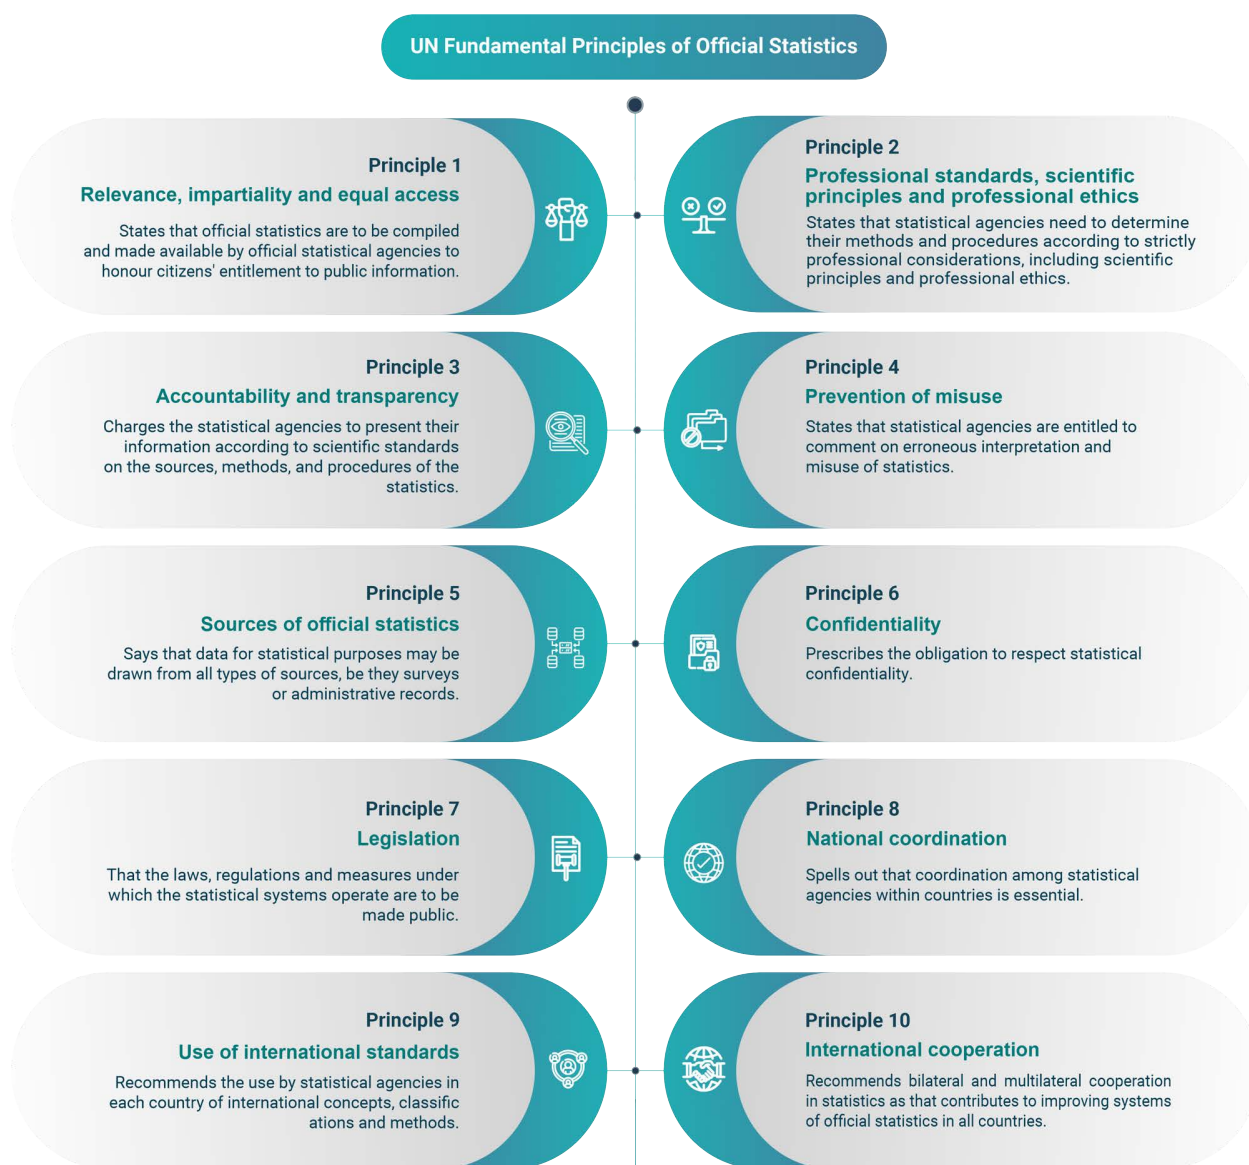 UN Fundamental Principles of Official Statistics
Principle 1
Relevance, impartiality and equal access
States that official statistics are to be compiled
and made available by official statistical agencies to
honour citizens' entitlement to public information.
Principle 2
Professional standards, scientific
principles and professional ethics
States that statistical agencies need to determine
their methods and procedures according to strictly
professional considerations, including scientific
principles and professional ethics.
Principle 3
Accountability and transparency
Charges the statistical agencies to present their
information according to scientific standards
on the sources, methods, and procedures of the
statistics.
Principle 4
Prevention of misuse
States that statistical agencies are entitled to
comment on erroneous interpretation and
misuse of statistics.
Principle 5
Sources of official statistics
Says that data for statistical purposes may be
drawn from all types of sources, be they surveys
or administrative records.
Principle 6
Confidentiality
Prescribes the obligation to respect statistical
confidentiality.
Principle 7
Legislation
That the laws, regulations and measures under
which the statistical systems operate are to be
made public.
Principle 8
National coordination
Spells out that coordination among statistical
agencies within countries is essential.
Principle 9
Use of international standards
Recommends the use by statistical agencies in
each country of international concepts, classific
ations and methods.
Principle 10
International cooperation
Recommends bilateral and multilateral cooperation
in statistics as that contributes to improving systems
of official statistics in all countries.